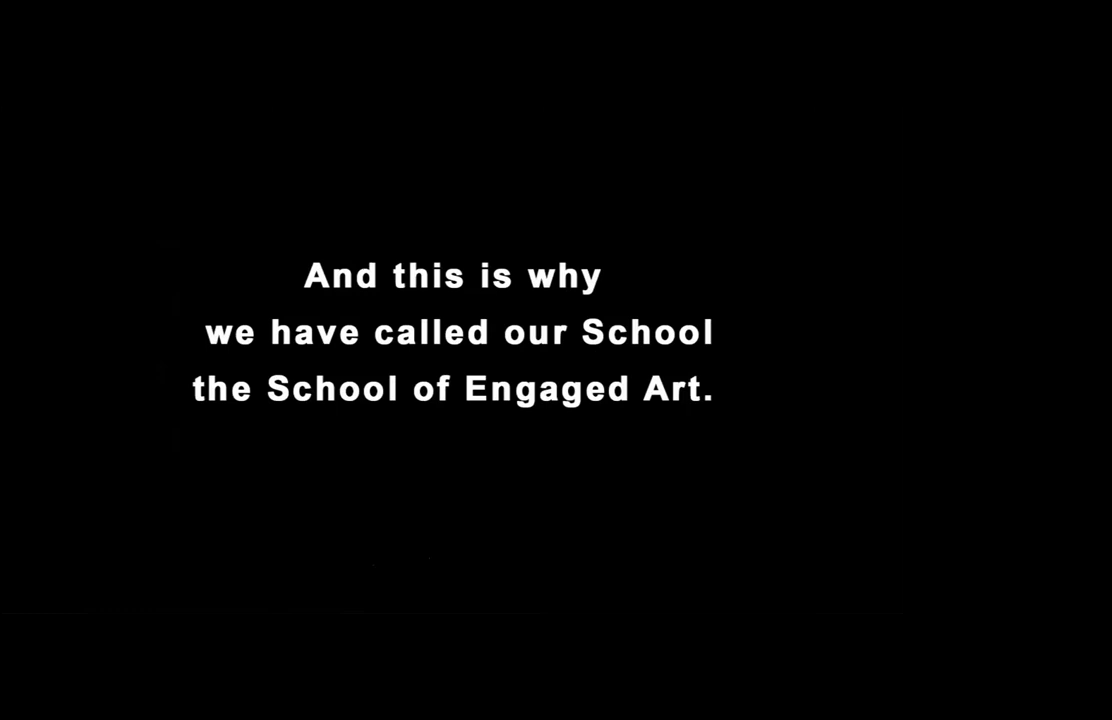 And this is why
we have called our School
the School of Engaged Art.